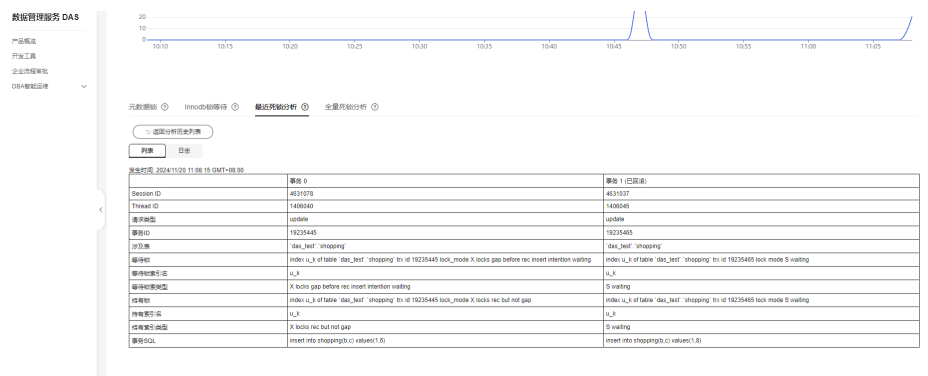 数据管理服务 DAS
产品概览
开发工具
企业流程审批
DBA智能运维
20
10
0
10:10 10:15 10:20 10:25 10:30 10:35 10:40 10:45 10:50 10:55 11:00 11:05
元数据锁 Innodb锁等待 最近死锁分析 全量死锁分析
返回分析历史列表
列表 日志
发生时间: 2024/11/20 11:08:15 GMT+08:00
事务 0 事务 1 (已回滚)
Session ID 4631078 4631037
Thread ID 1406040 1406045
请求类型 update update
事务ID 19235445 19235465
涉及表 `das_test`.`shopping` `das_test`.`shopping`
等待锁 index u_k of table `das_test`.`shopping` trx id 19235445 lock_mode X locks gap before rec insert intention waiting index u_k of table `das_test`.`shopping` trx id 19235465 lock mode S waiting
等待锁索引名 u_k u_k
等待锁类型 X locks gap before rec insert intention waiting S waiting
持有锁 index u_k of table `das_test`.`shopping` trx id 19235445 lock_mode X locks rec but not gap index u_k of table `das_test`.`shopping` trx id 19235465 lock mode S waiting
持有索引名 u_k u_k
持有锁类型 X locks rec but not gap S waiting
事务SQL insert into shopping(b,c) values(1,6) insert into shopping(b,c) values(1,8)